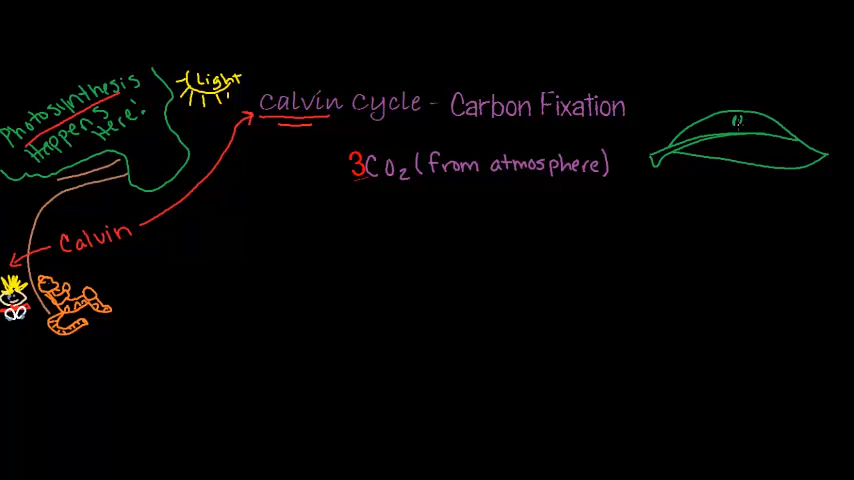 Photosynthesis
Happens
Here!
Light
Calvin Cycle - Carbon Fixation
3CO2 (from atmosphere)
Calvin